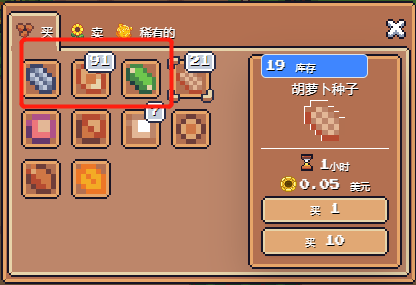 买 卖 稀有的
91
21
7
19 库存
胡萝卜种子
1小时
0.05 美元
买 1
买 10